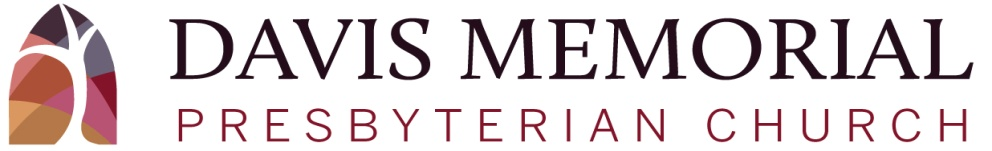 DAVIS MEMORIAL
PRESBYTERIAN CHURCH